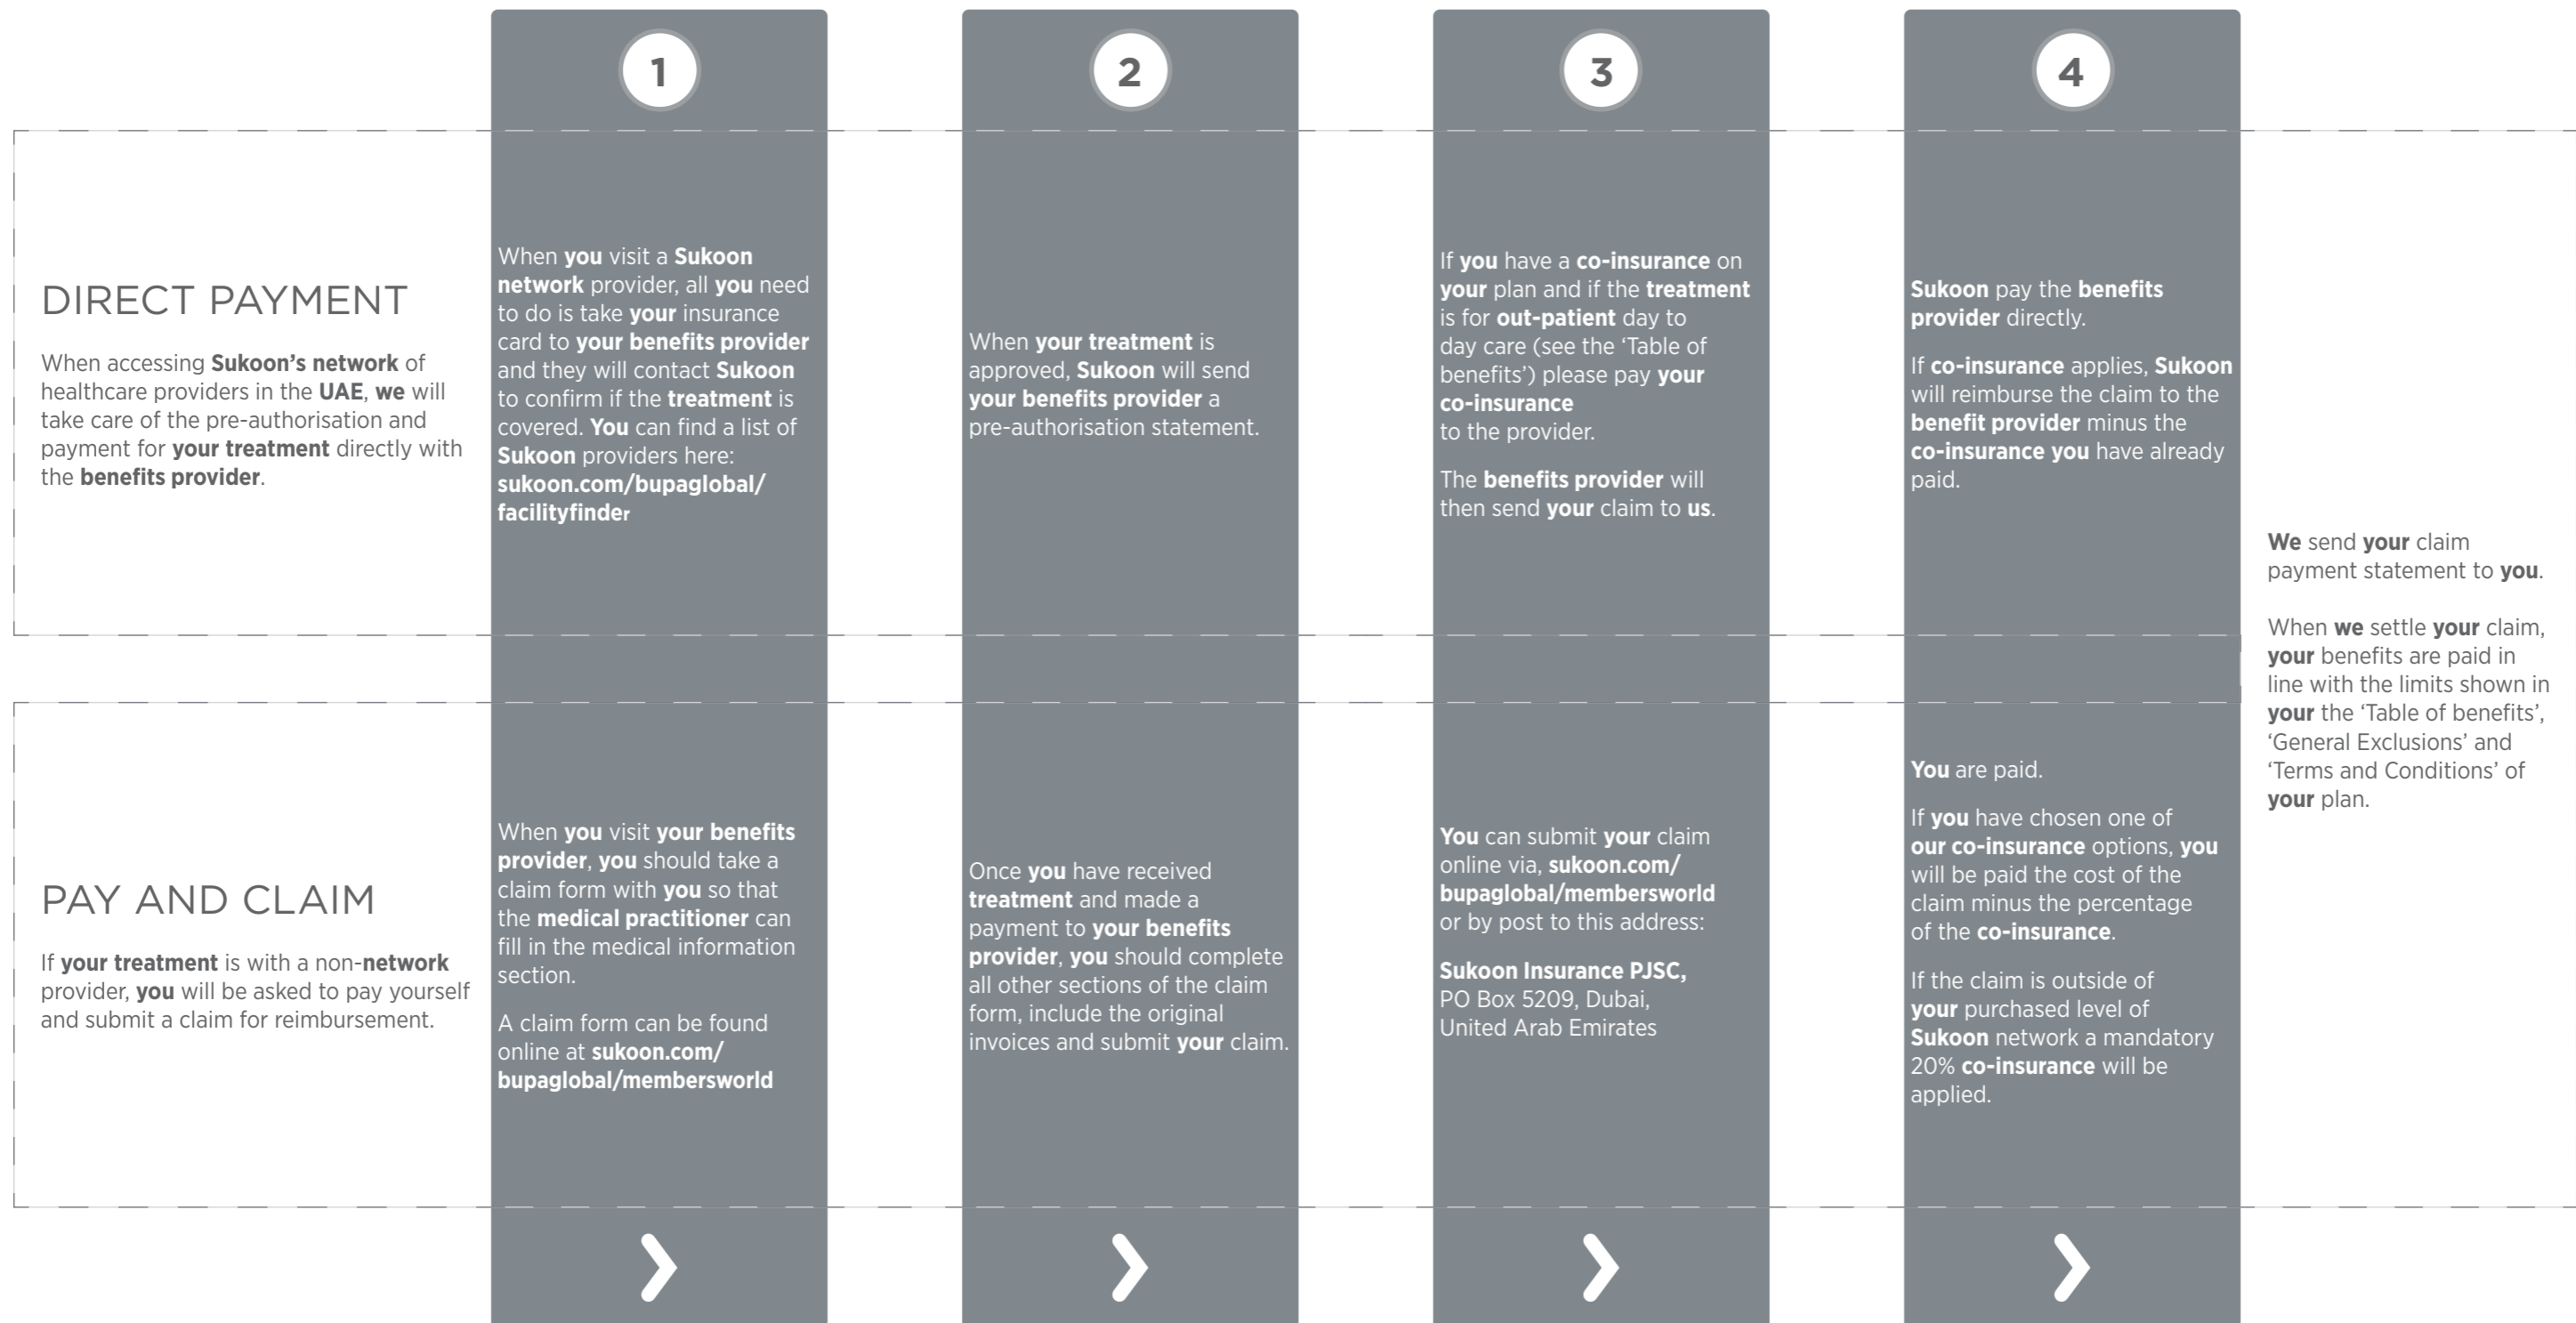 1
2
3
4
DIRECT PAYMENT
When accessing Sukoon’s network of
healthcare providers in the UAE, we will
take care of the pre-authorisation and
payment for your treatment directly with
the benefits provider.
When you visit a Sukoon
network provider, all you need
to do is take your insurance
card to your benefits provider
and they will contact Sukoon
to confirm if the treatment is
covered. You can find a list of
Sukoon providers here:
sukoon.com/bupaglobal/
facilityfinder
When your treatment is
approved, Sukoon will send
your benefits provider a
pre-authorisation statement.
If you have a co-insurance on
your plan and if the treatment
is for out-patient day to
day care (see the ‘Table of
benefits’) please pay your
co-insurance
to the provider.
The benefits provider will
then send your claim to us.
Sukoon pay the benefits
provider directly.
If co-insurance applies, Sukoon
will reimburse the claim to the
benefit provider minus the
co-insurance you have already
paid.
PAY AND CLAIM
If your treatment is with a non-network
provider, you will be asked to pay yourself
and submit a claim for reimbursement.
When you visit your benefits
provider, you should take a
claim form with you so that
the medical practitioner can
fill in the medical information
section.
A claim form can be found
online at sukoon.com/
bupaglobal/membersworld
Once you have received
treatment and made a
payment to your benefits
provider, you should complete
all other sections of the claim
form, include the original
invoices and submit your claim.
You can submit your claim
online via, sukoon.com/
bupaglobal/membersworld
or by post to this address:
Sukoon Insurance PJSC,
PO Box 5209, Dubai,
United Arab Emirates
You are paid.
If you have chosen one of
our co-insurance options, you
will be paid the cost of the
claim minus the percentage
of the co-insurance.
If the claim is outside of
your purchased level of
Sukoon network a mandatory
20% co-insurance will be
applied.
We send your claim
payment statement to you.
When we settle your claim,
your benefits are paid in
line with the limits shown in
your the ‘Table of benefits’,
‘General Exclusions’ and
‘Terms and Conditions’ of
your plan.